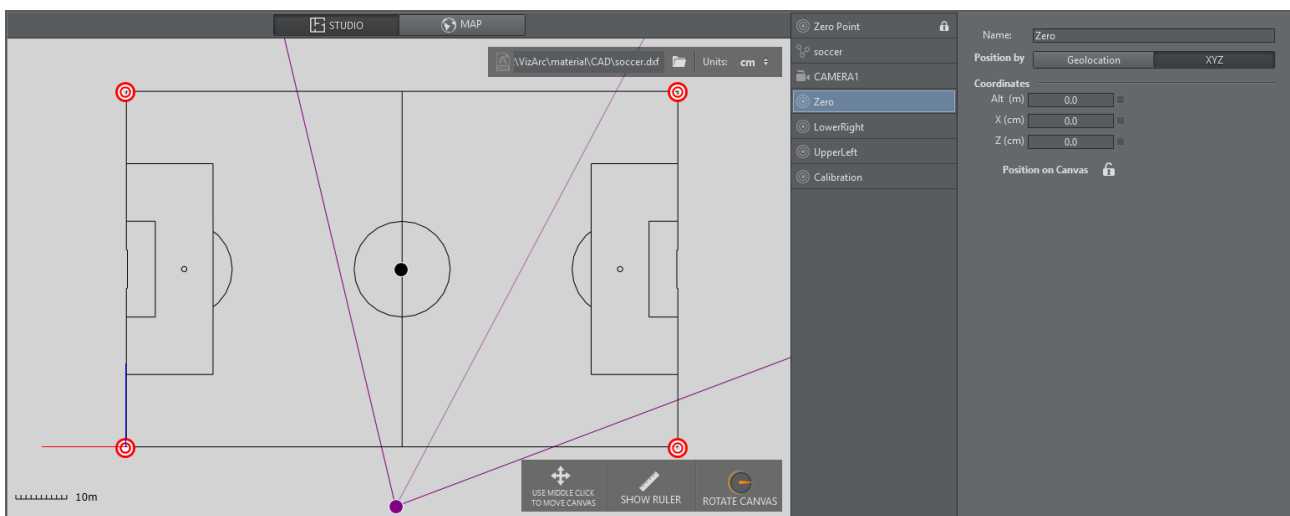 STUDIO
MAP
\VizArc\material\CAD\soccer.dxf
Units: cm
10m
USE MIDDLE CLICK
TO MOVE CANVAS
SHOW RULER
ROTATE CANVAS
Zero Point
soccer
CAMERA1
Zero
LowerRight
UpperLeft
Calibration
Name: Zero
Position by Geolocation XYZ
Coordinates
Alt (m) 0.0
X (cm) 0.0
Z (cm) 0.0
Position on Canvas